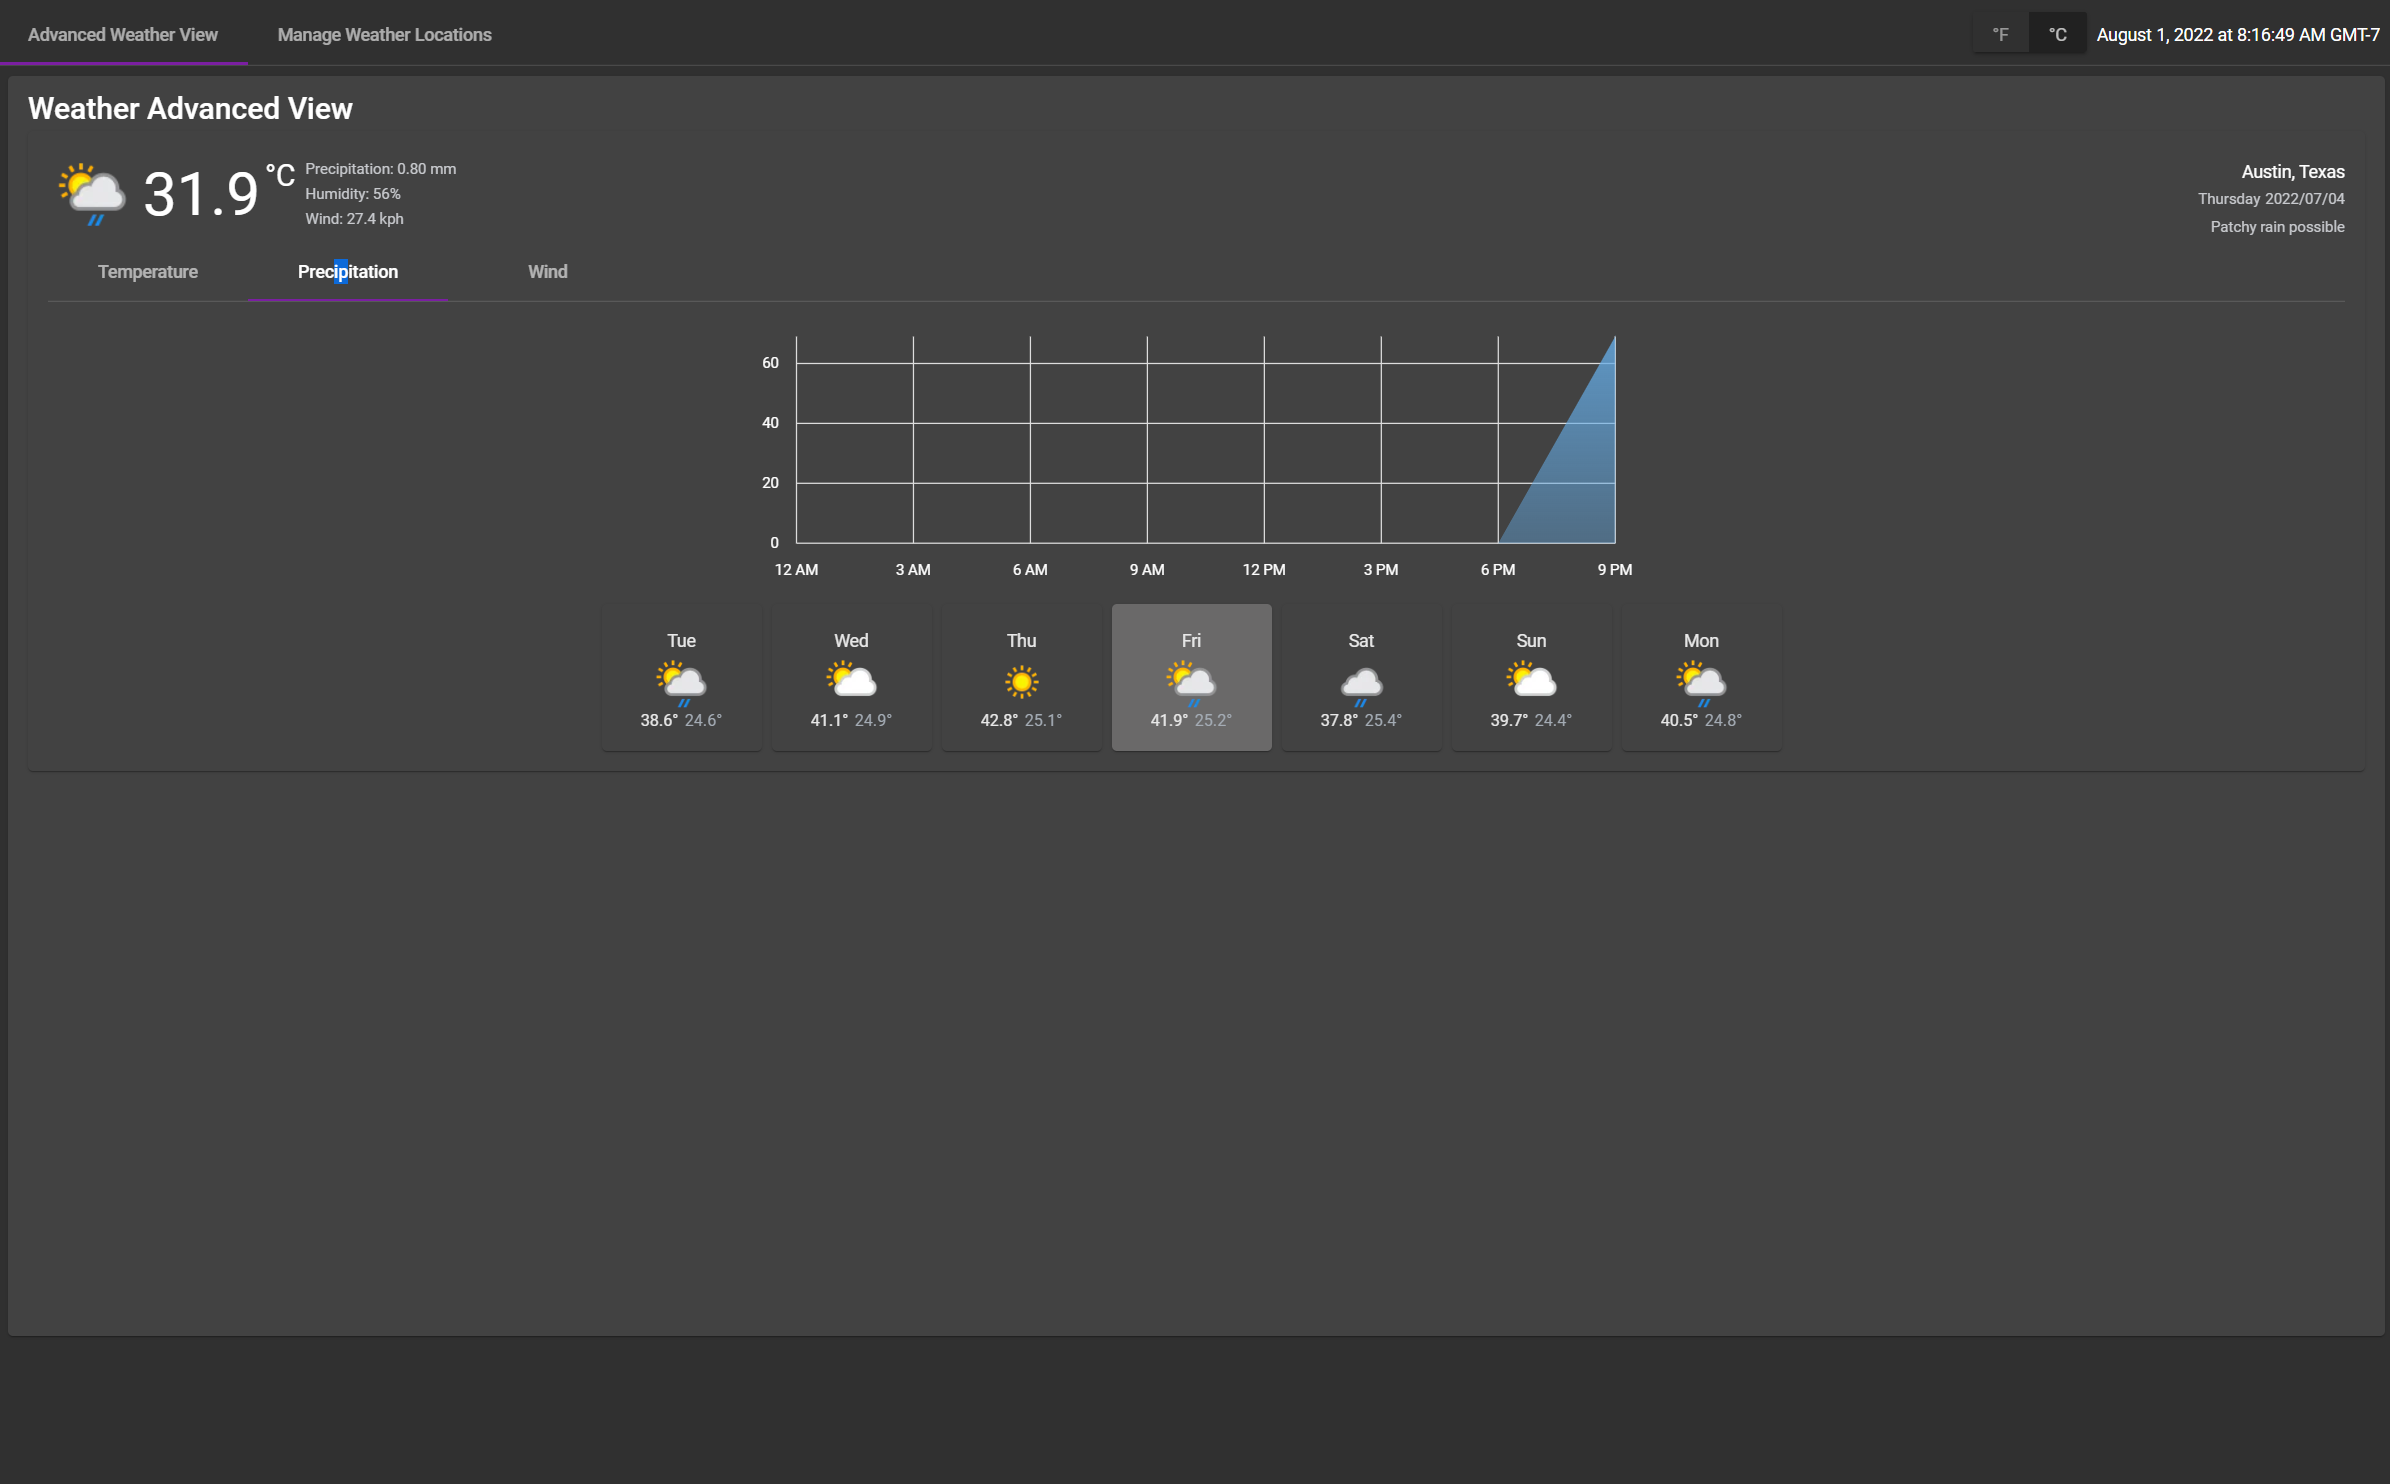 Advanced Weather View Manage Weather Locations °F °C August 1, 2022 at 8:16:49 AM GMT-7
Weather Advanced View
31.9 °C
Precipitation: 0.80 mm
Humidity: 56%
Wind: 27.4 kph
Austin, Texas
Thursday 2022/07/04
Patchy rain possible
Temperature Precipitation Wind
60
40
20
0
12 AM 3 AM 6 AM 9 AM 12 PM 3 PM 6 PM 9 PM
Tue Wed Thu Fri Sat Sun Mon
38.6° 24.6° 41.1° 24.9° 42.8° 25.1° 41.9° 25.2° 37.8° 25.4° 39.7° 24.4° 40.5° 24.8°